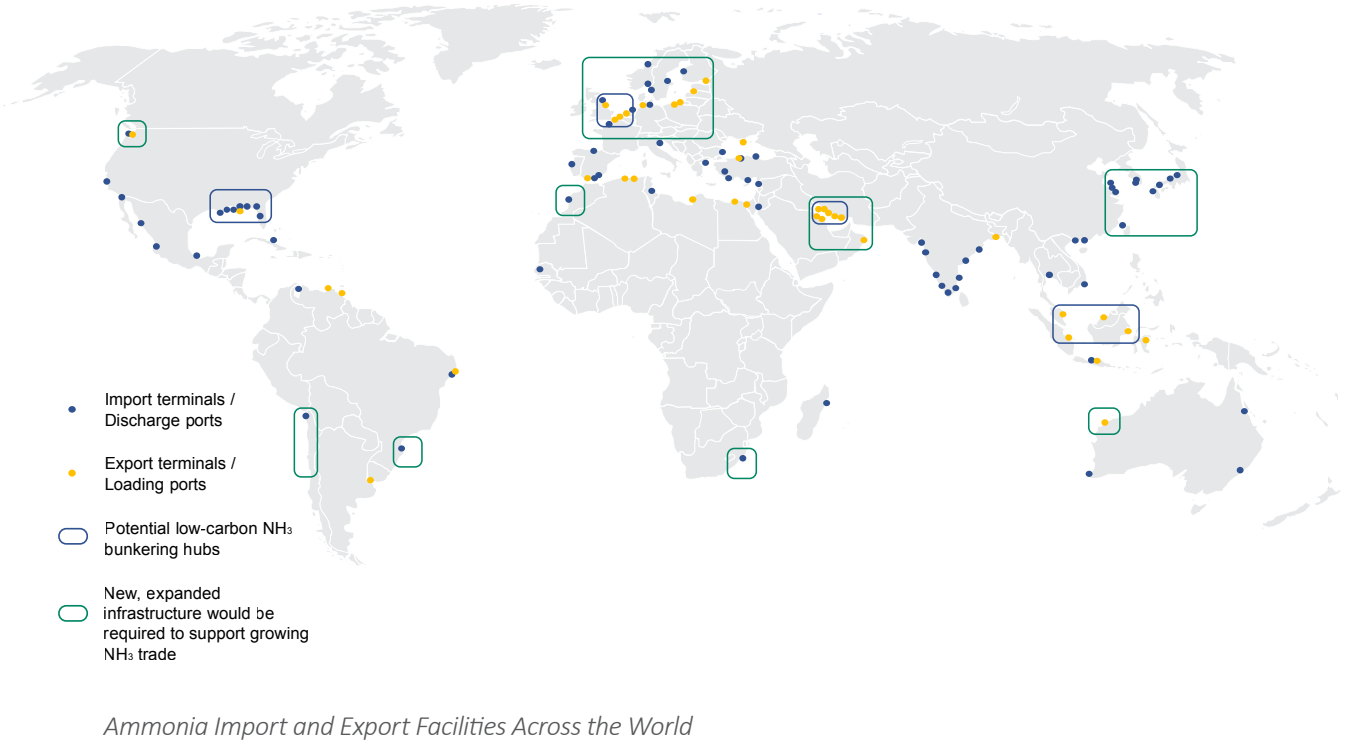 Import terminals /
Discharge ports
Export terminals /
Loading ports
Potential low-carbon NH₃
bunkering hubs
New, expanded
infrastructure would be
required to support growing
NH₃ trade
Ammonia Import and Export Facilities Across the World